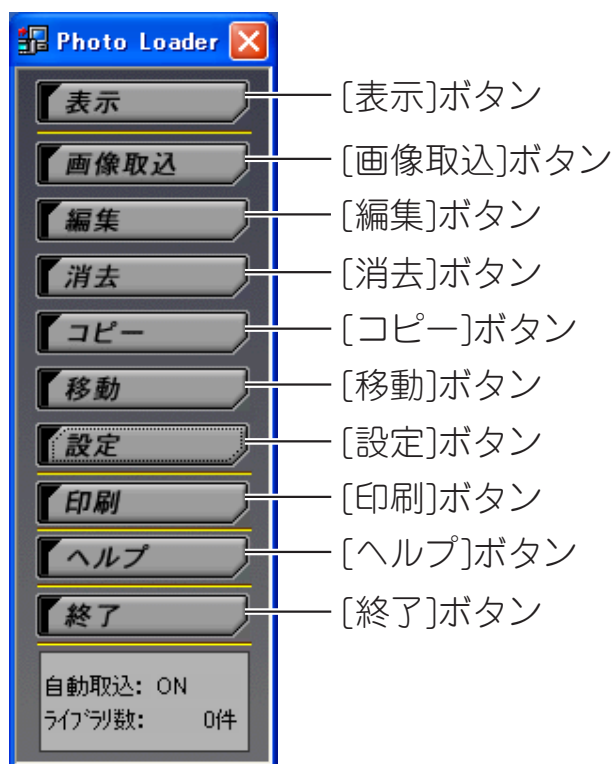 Photo Loader
表示 [表示]ボタン
画像取込 [画像取込]ボタン
編集 [編集]ボタン
消去 [消去]ボタン
コピー [コピー]ボタン
移動 [移動]ボタン
設定 [設定]ボタン
印刷 [印刷]ボタン
ヘルプ [ヘルプ]ボタン
終了 [終了]ボタン
自動取込: ON
ライブラリ数: 0件